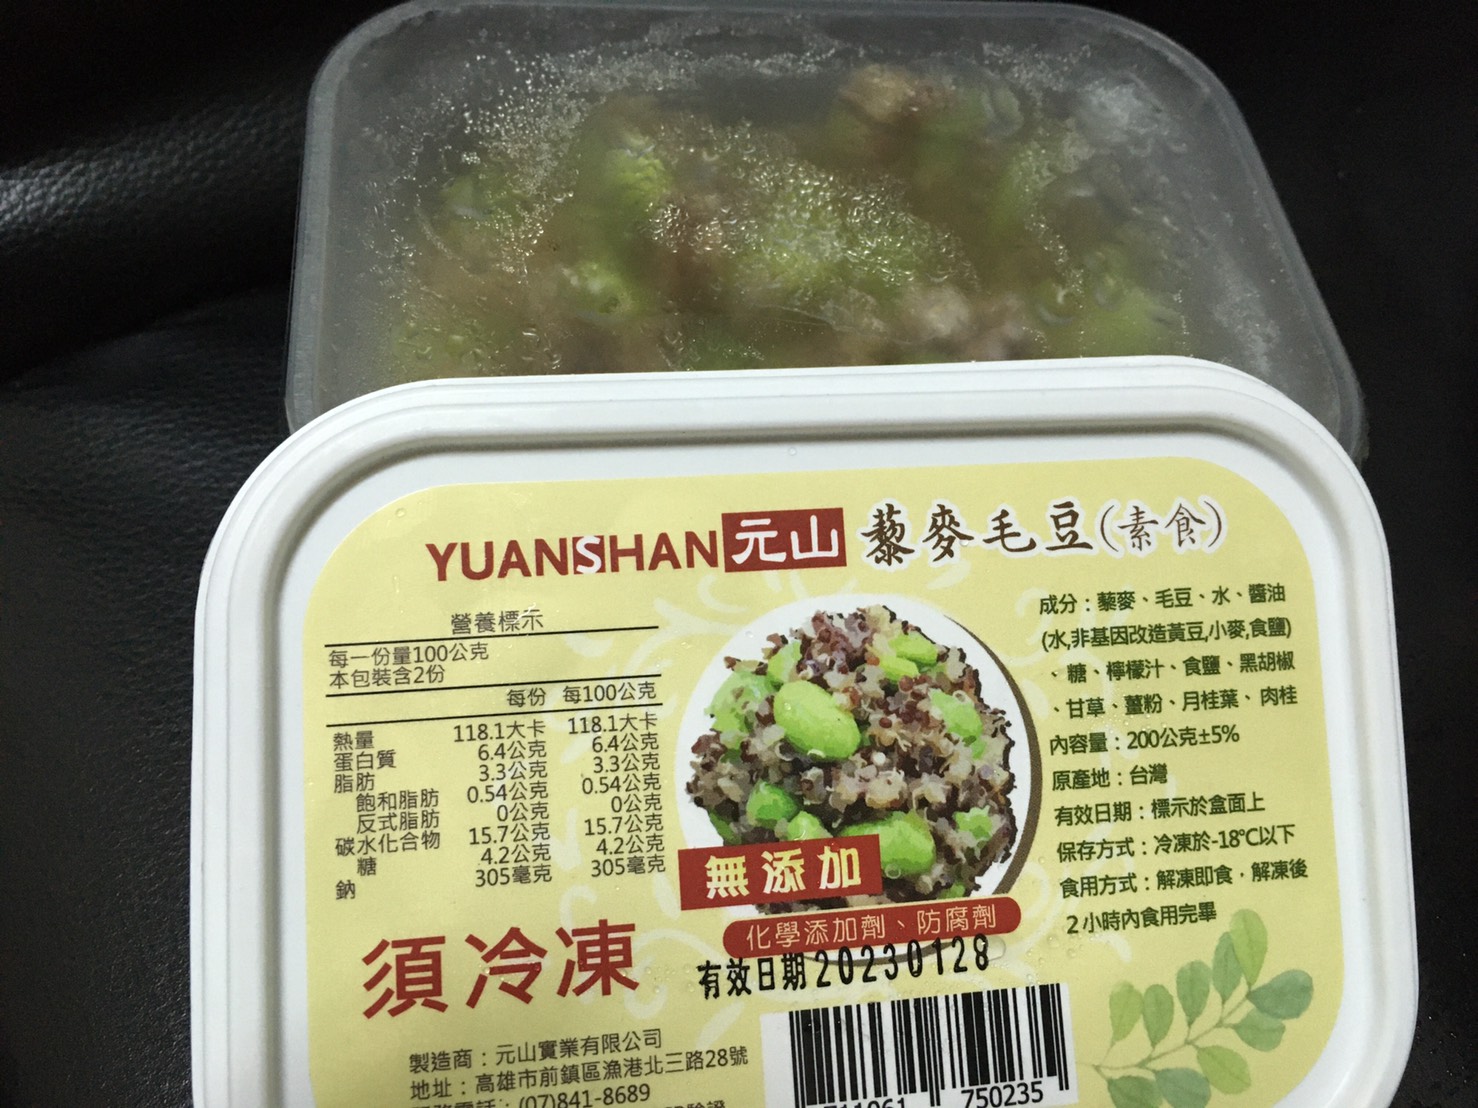 YUANSHAN元山 藜麥毛豆(素食)
營養標示
每一份量100公克
本包裝含2份
每份 每100公克
熱量 118.1大卡 118.1大卡
蛋白質 6.4公克 6.4公克
脂肪 3.3公克 3.3公克
飽和脂肪 0.54公克 0.54公克
反式脂肪 0公克 0公克
碳水化合物 15.7公克 15.7公克
糖 4.2公克 4.2公克
鈉 305毫克 305毫克
須冷凍
製造商：元山實業有限公司
地址：高雄市前鎮區漁港北三路28號
(07)841-8689
無添加
化學添加劑、防腐劑
有效日期20230128
成分：藜麥、毛豆、水、醬油
(水,非基因改造黃豆,小麥,食鹽)
、糖、檸檬汁、食鹽、黑胡椒
、甘草、薑粉、月桂葉、肉桂
內容量：200公克±5%
原產地：台灣
有效日期：標示於盒面上
保存方式：冷凍於-18℃以下
食用方式：解凍即食，解凍後
2小時內食用完畢
750235